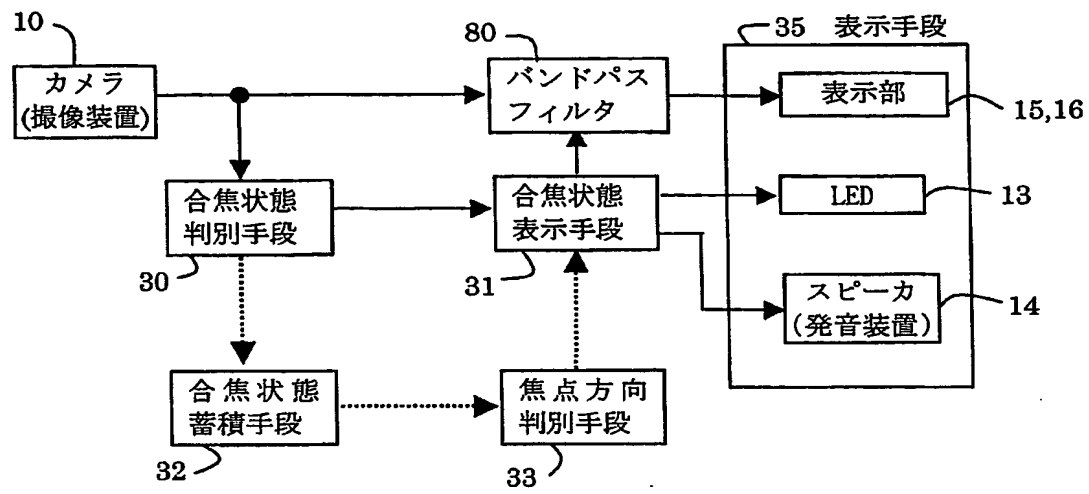 10
カメラ
(撮像装置)
80
バンドパス
フィルタ
35 表示手段
表示部
15,16
合焦状態
判別手段
30
合焦状態
表示手段
31
LED
13
スピーカ
(発音装置)
14
合焦状態
蓄積手段
32
焦点方向
判別手段
33